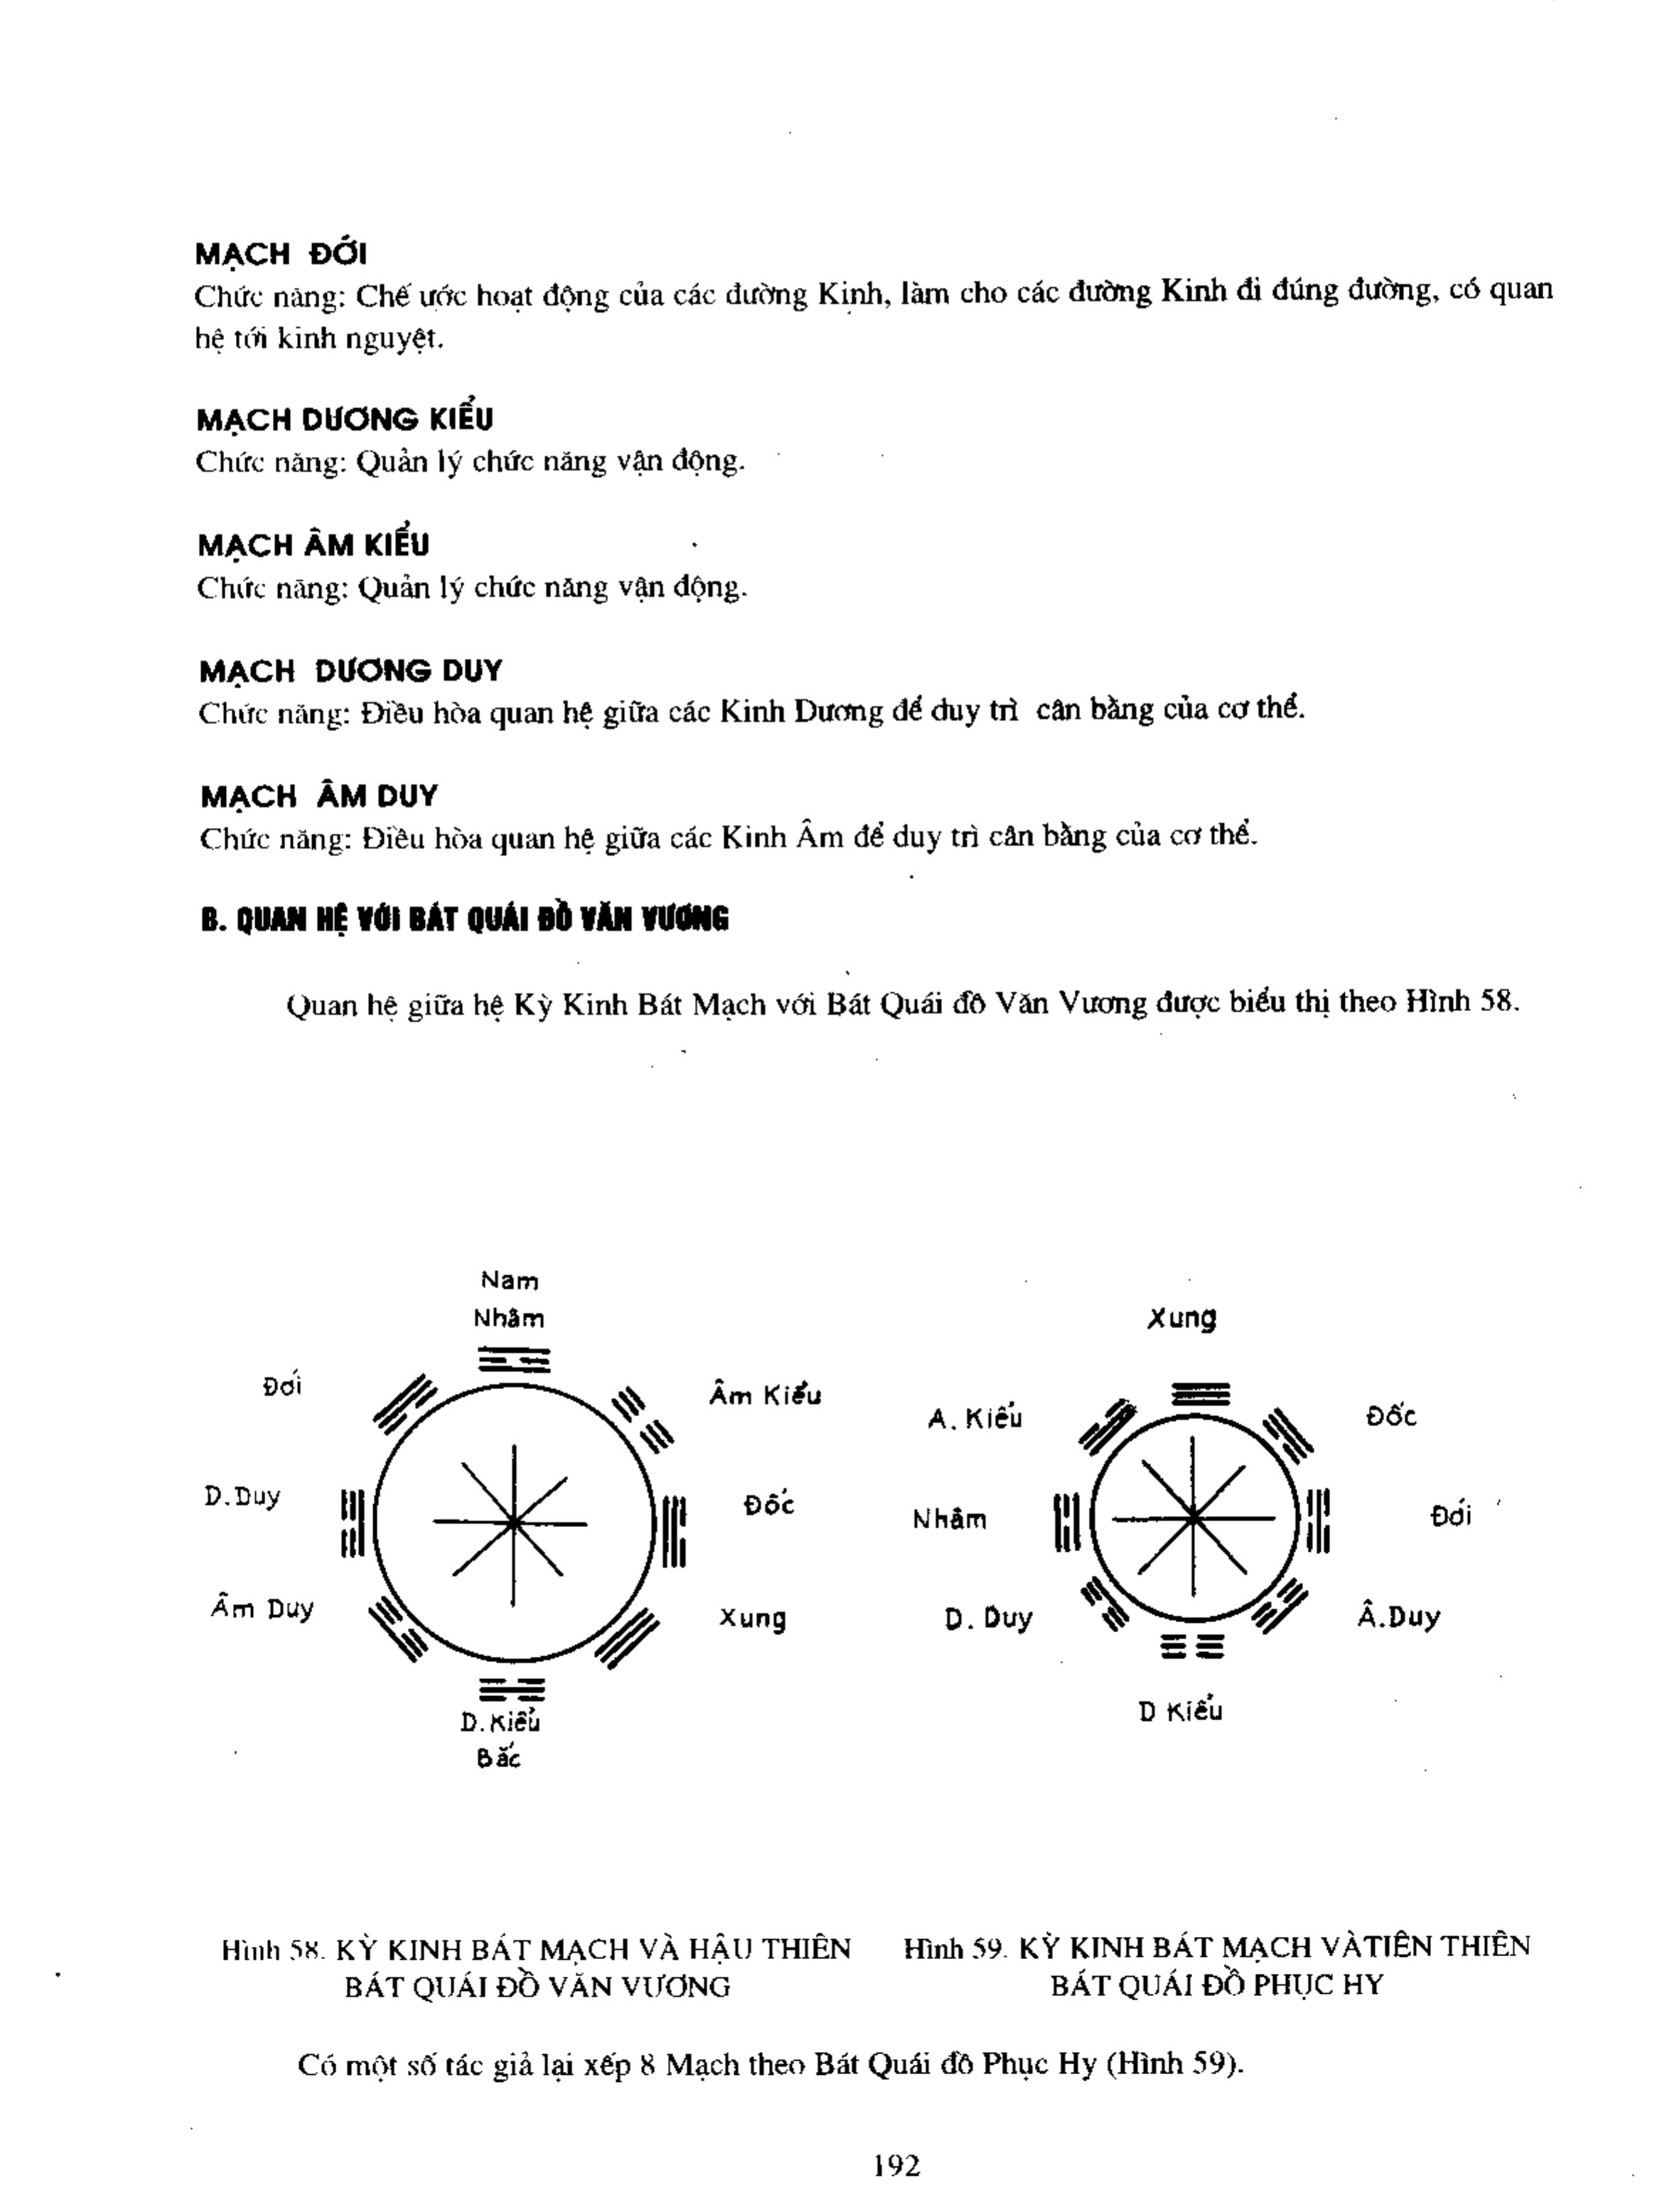 MẠCH ĐỚI
Chức năng: Chế ước hoạt động của các đường Kinh, làm cho các đường Kinh đi đúng đường, có quan
hệ tới kinh nguyệt.
MẠCH DƯƠNG KIỂU
Chức năng: Quản lý chức năng vận động.
MẠCH ÂM KIỂU
Chức năng: Quản lý chức năng vận động.
MẠCH DƯƠNG DUY
Chức năng: Điều hòa quan hệ giữa các Kinh Dương để duy trì cân bằng của cơ thể.
MẠCH ÂM DUY
Chức năng: Điều hòa quan hệ giữa các Kinh Âm để duy trì cân bằng của cơ thể.
B. QUAN HỆ VỚI BÁT QUÁI ĐỒ VĂN VƯƠNG
Quan hệ giữa hệ Kỳ Kinh Bát Mạch với Bát Quái đồ Văn Vương được biểu thị theo Hình 58.
Nam
Nhâm
Đới
Âm Kiểu
D.Duy
Đốc
Âm Duy
Xung
D.Kiểu
Bắc
Xung
A. Kiểu
Đốc
Nhâm
Đới
D. Duy
Â.Duy
D Kiểu
Hình 58. KỲ KINH BÁT MẠCH VÀ HẬU THIÊN
BÁT QUÁI ĐỒ VĂN VƯƠNG
Hình 59. KỲ KINH BÁT MẠCH VÀTIÊN THIÊN
BÁT QUÁI ĐỒ PHỤC HY
Có một số tác giả lại xếp 8 Mạch theo Bát Quái đồ Phục Hy (Hình 59).
192